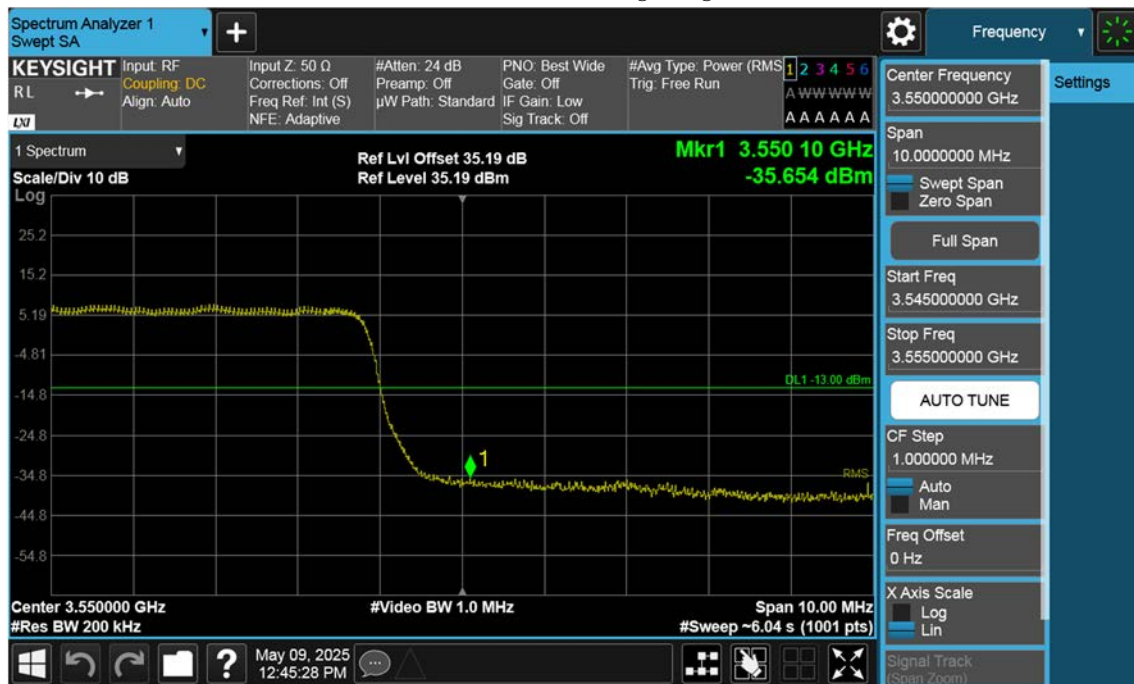 Spectrum Analyzer 1
Swept SA
+
Frequency
KEYSIGHT
RL
LXI
Input: RF
Coupling: DC
Align: Auto
Input Z: 50 Ω
Corrections: Off
Freq Ref: Int (S)
NFE: Adaptive
#Atten: 24 dB
Preamp: Off
µW Path: Standard
PNO: Best Wide
Gate: Off
IF Gain: Low
Sig Track: Off
#Avg Type: Power (RMS
Trig: Free Run
1 2 3 4 5 6
A W W W W W
A A A A A A
1 Spectrum
Scale/Div 10 dB
Ref Lvl Offset 35.19 dB
Ref Level 35.19 dBm
Mkr1 3.550 10 GHz
-35.654 dBm
Log
25.2
15.2
5.19
-4.81
-14.8
-24.8
-34.8
-44.8
-54.8
DL1 -13.00 dBm
1
RMS
Center 3.550000 GHz
#Res BW 200 kHz
#Video BW 1.0 MHz
Span 10.00 MHz
#Sweep ~6.04 s (1001 pts)
Center Frequency
3.550000000 GHz
Settings
Span
10.0000000 MHz
Swept Span
Zero Span
Full Span
Start Freq
3.545000000 GHz
Stop Freq
3.555000000 GHz
AUTO TUNE
CF Step
1.000000 MHz
Auto
Man
Freq Offset
0 Hz
X Axis Scale
Log
Lin
Signal Track
(Span Zoom)
?
May 09, 2025
12:45:28 PM